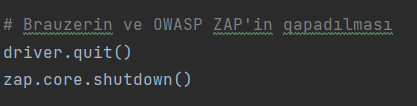 # Brauzerin ve OWASP ZAP'in qapadılması
driver.quit()
zap.core.shutdown()